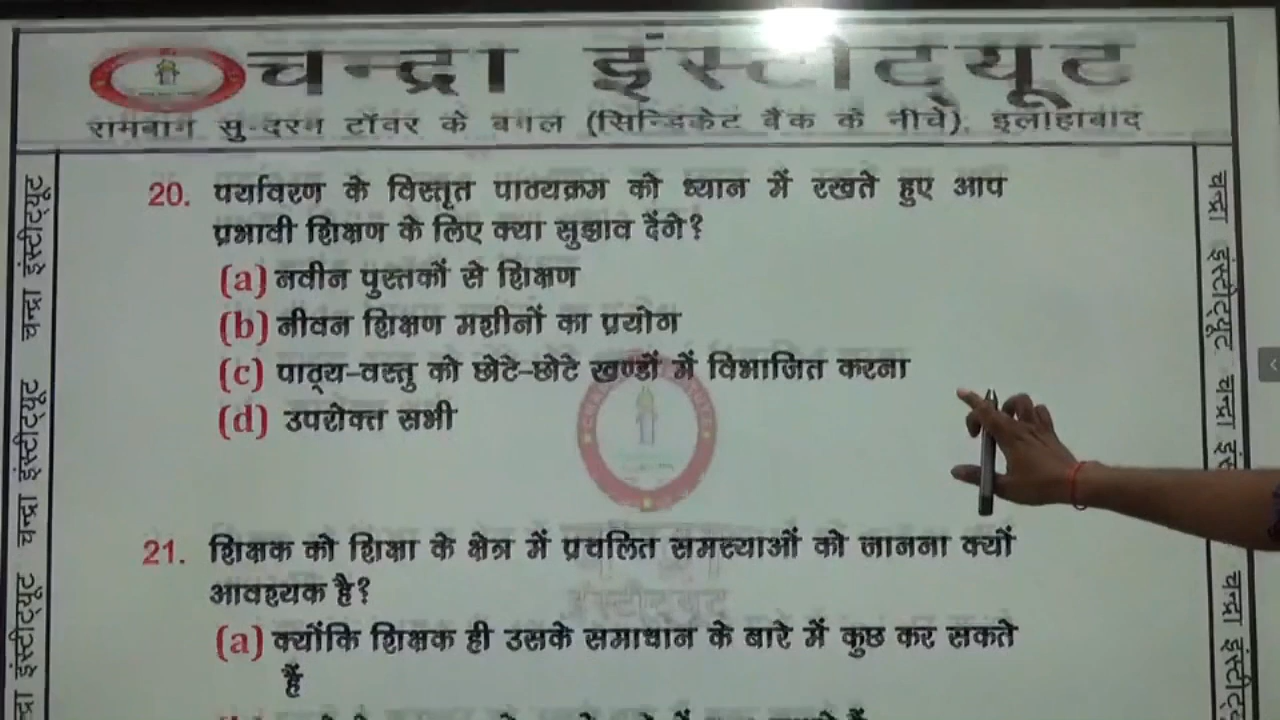 चन्द्रा इंस्टीट्यूट
रामबाग सु-दरम टॉवर के बगल (सिन्डिकेट बैंक के नीचे), इलाहाबाद
20. पर्यावरण के विस्तृत पाठ्यक्रम को ध्यान में रखते हुए आप
प्रभावी शिक्षण के लिए क्या सुझाव देंगे?
(a) नवीन पुस्तकों से शिक्षण
(b) नीवन शिक्षण मशीनों का प्रयोग
(c) पाठ्य-वस्तु को छोटे-छोटे खण्डों में विभाजित करना
(d) उपरोक्त सभी
21. शिक्षक को शिक्षा के क्षेत्र में प्रचलित समस्याओं को जानना क्यों
आवश्यक है?
(a) क्योंकि शिक्षक ही उसके समाधान के बारे में कुछ कर सकते
हैं
चन्द्रा इंस्टीट्यूट चन्द्रा इंस्टीट्यूट चन्द्रा इंस्टीट्यूट
चन्द्रा इंस्टीट्यूट चन्द्रा चन्द्रा
इंस्टीट्यूट